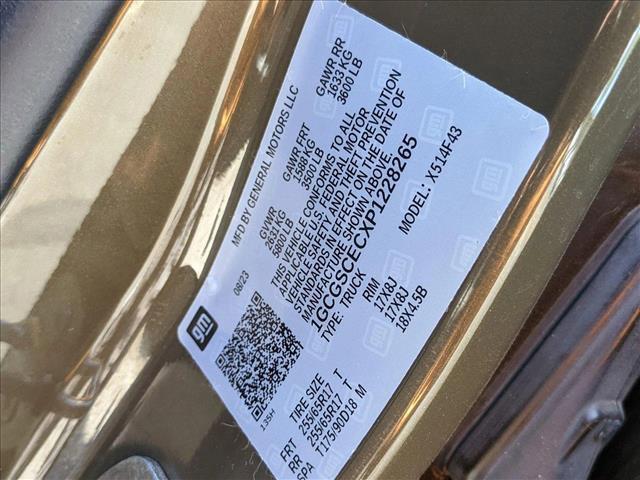 gm
MFD BY GENERAL MOTORS LLC
08/23
GVWR
2631 KG
5800 LB
GAWR FRT
1588 KG
3500 LB
GAWR RR
1633 KG
3600 LB
THIS VEHICLE CONFORMS TO ALL
APPLICABLE U.S. FEDERAL MOTOR
VEHICLE SAFETY AND THEFT PREVENTION
STANDARDS IN EFFECT ON THE DATE OF
MANUFACTURE SHOWN ABOVE.
1GCGSCECXP1228265
TYPE: TRUCK
MODEL: X514F43
135H
TIRE SIZE
RIM
FRT 255/65R17 T
17X8J
RR 255/65R17 T
17X8J
SPA T175/90D18 M
18X4.5B